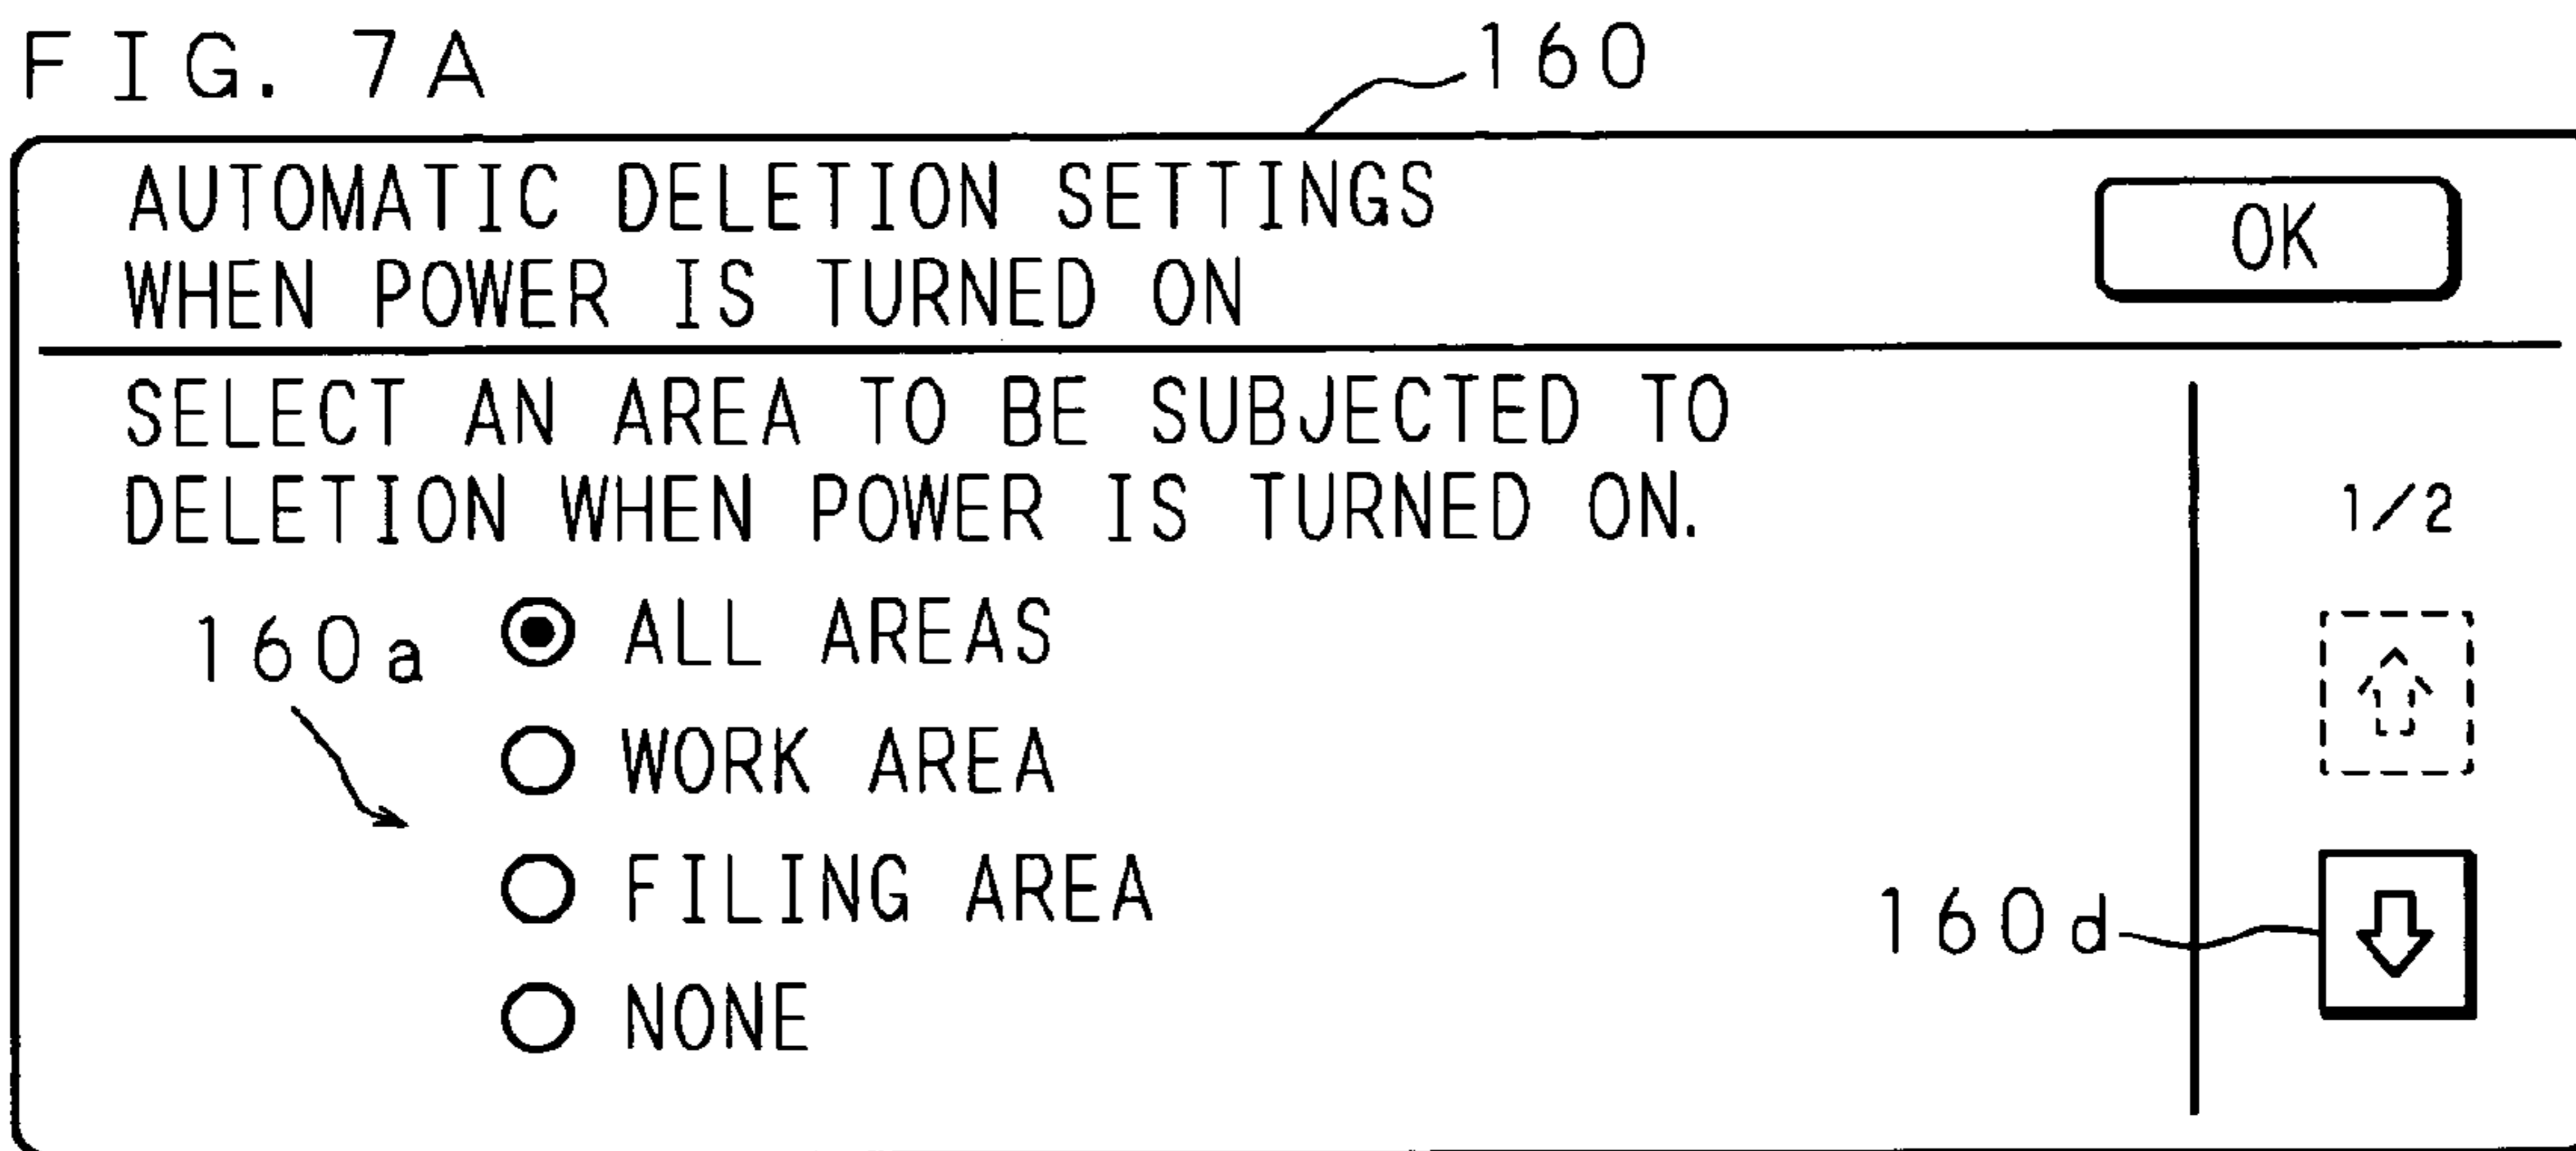 FIG. 7A
160
AUTOMATIC DELETION SETTINGS
WHEN POWER IS TURNED ON
OK
SELECT AN AREA TO BE SUBJECTED TO
DELETION WHEN POWER IS TURNED ON.
1/2
160a
ALL AREAS
WORK AREA
FILING AREA
160d
NONE